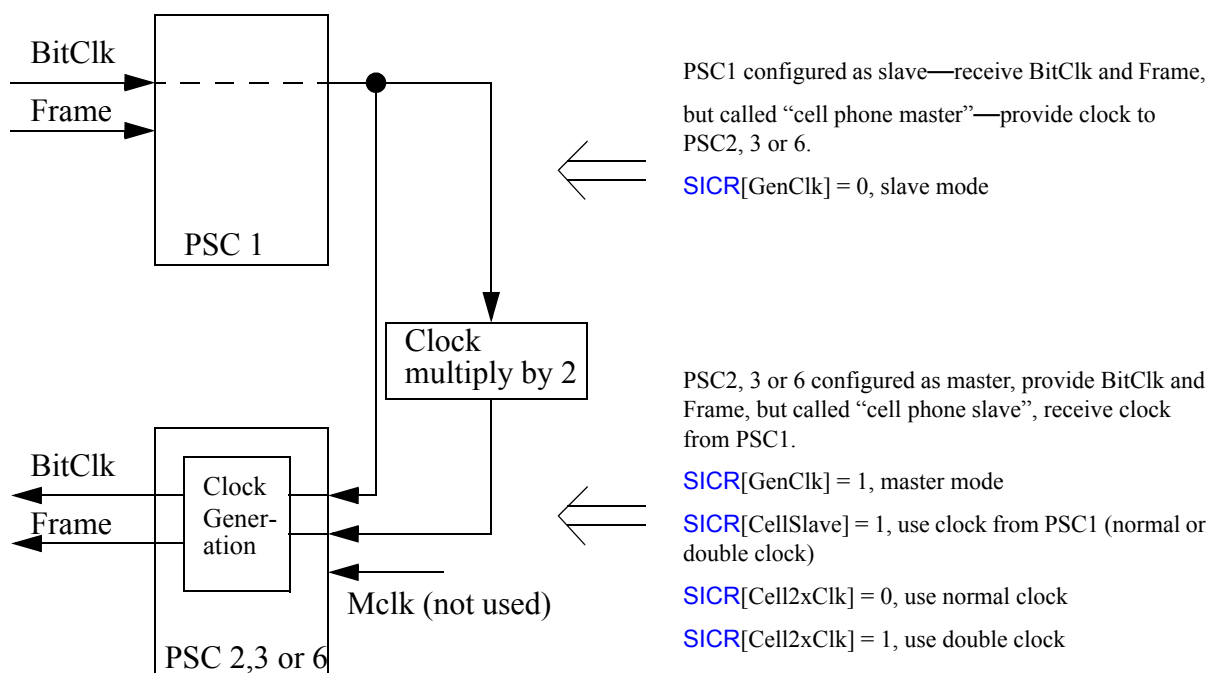 BitClk
Frame
PSC 1
PSC1 configured as slave—receive BitClk and Frame,
but called “cell phone master”—provide clock to
PSC2, 3 or 6.
SICR[GenClk] = 0, slave mode
Clock
multiply by 2
BitClk
Frame
Clock
Gener-
ation
Mclk (not used)
PSC 2,3 or 6
PSC2, 3 or 6 configured as master, provide BitClk and
Frame, but called “cell phone slave”, receive clock
from PSC1.
SICR[GenClk] = 1, master mode
SICR[CellSlave] = 1, use clock from PSC1 (normal or
double clock)
SICR[Cell2xClk] = 0, use normal clock
SICR[Cell2xClk] = 1, use double clock